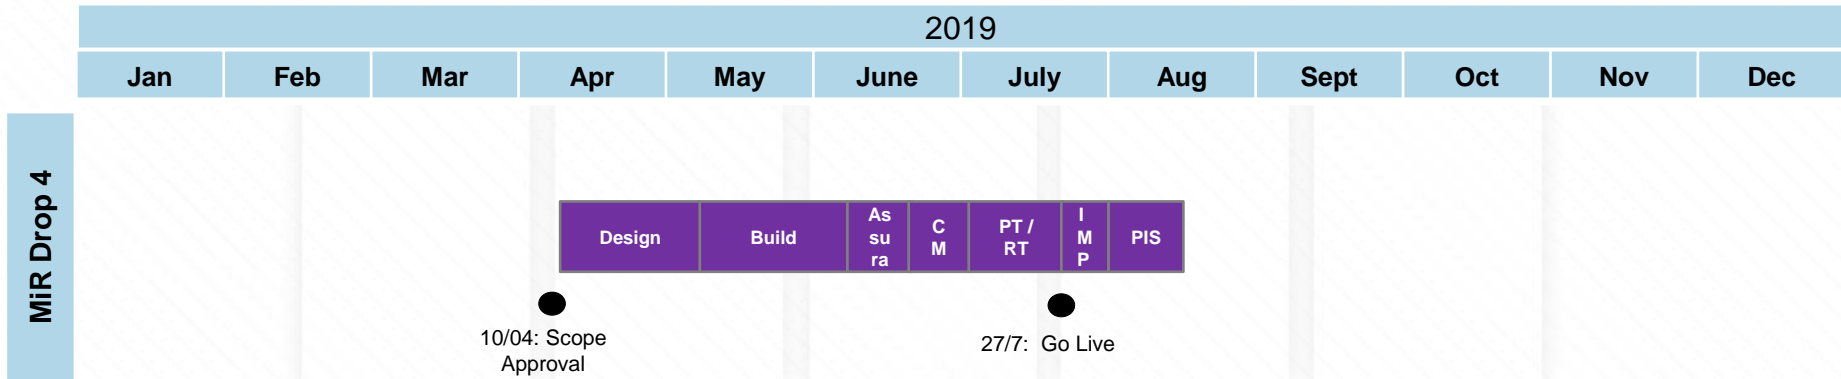 2019
Jan Feb Mar Apr May June July Aug Sept Oct Nov Dec
MiR Drop 4
Design
Build
As
su
ra
C
M
PT /
RT
I
M
P
PIS
10/04: Scope
Approval
27/7: Go Live